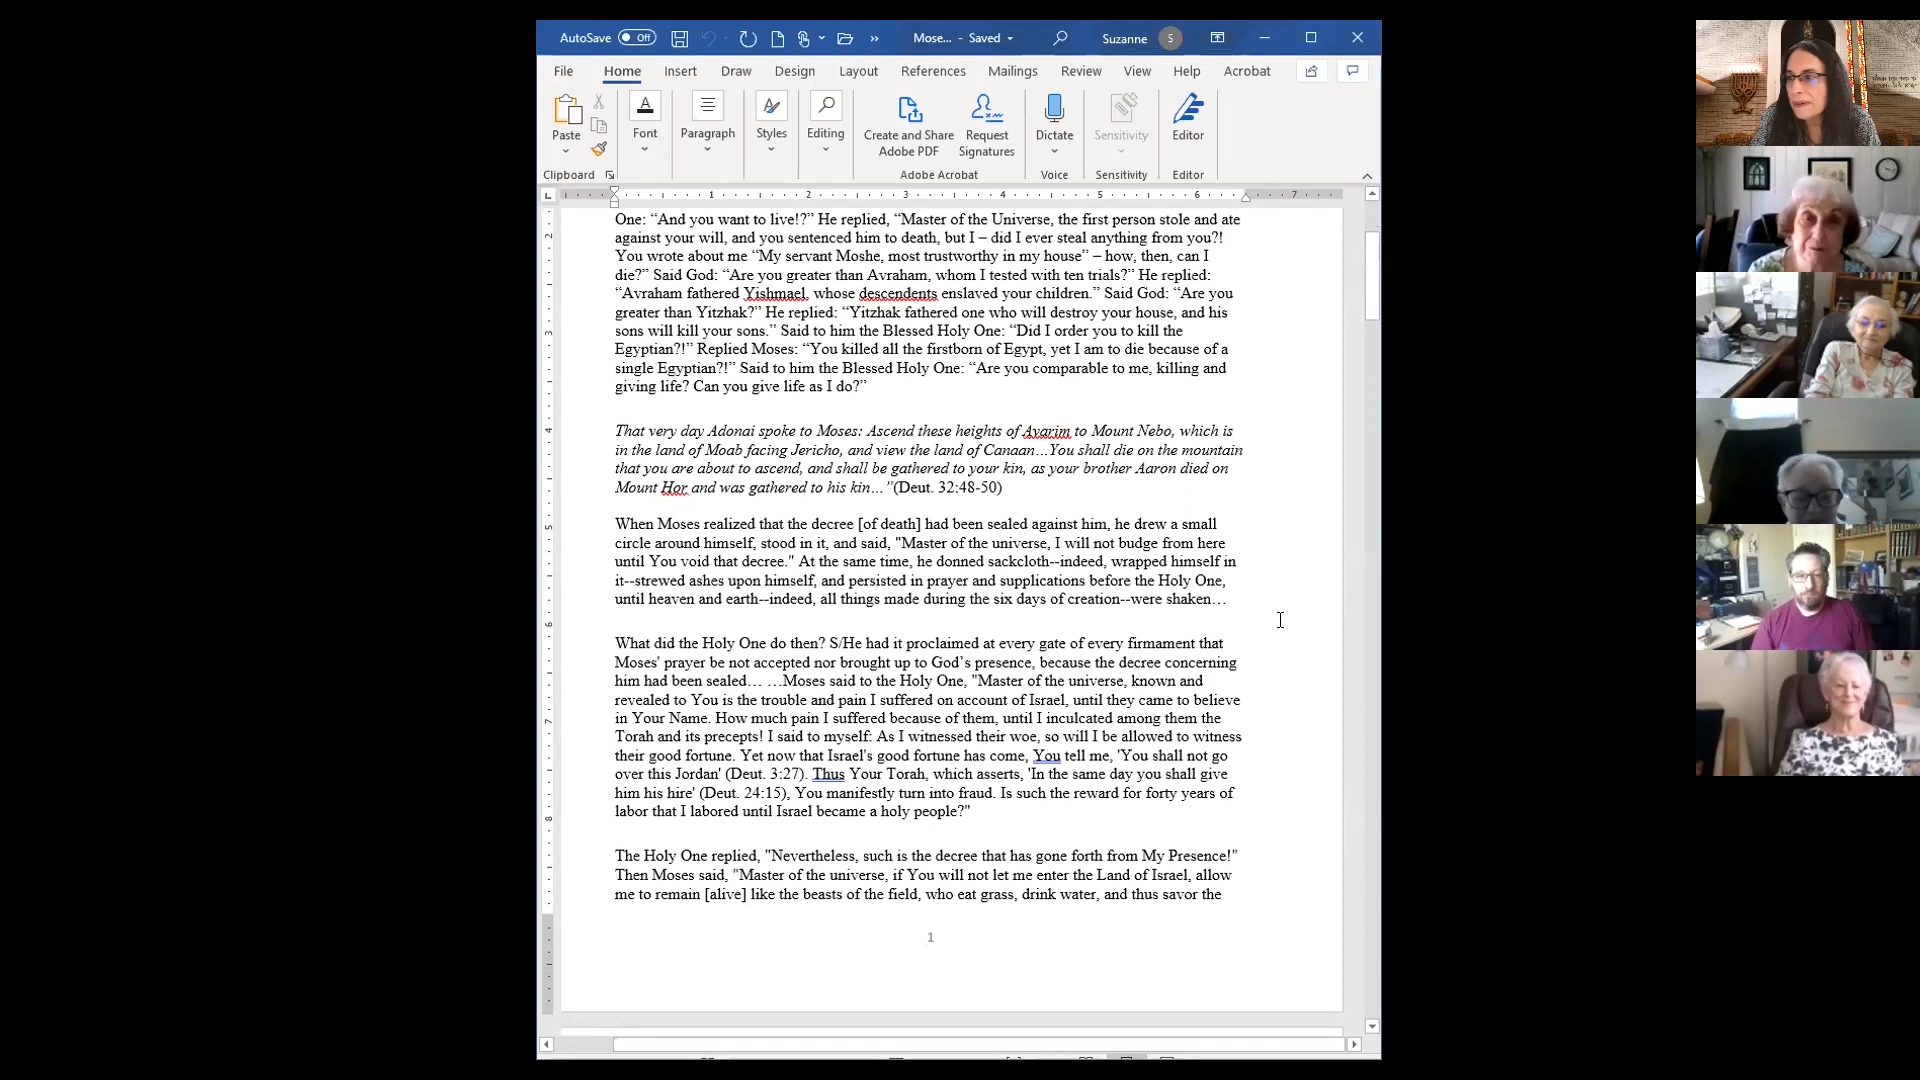 AutoSave Off Mose... - Saved Suzanne S
File Home Insert Draw Design Layout References Mailings Review View Help Acrobat
Paste Font Paragraph Styles Editing Create and Share Adobe PDF Request Signatures Dictate Sensitivity Editor
Clipboard Adobe Acrobat Voice Sensitivity Editor
1 2 3 4 5 6 7
One: “And you want to live!?” He replied, “Master of the Universe, the first person stole and ate
against your will, and you sentenced him to death, but I – did I ever steal anything from you?!
You wrote about me “My servant Moshe, most trustworthy in my house” – how, then, can I
die?” Said God: “Are you greater than Avraham, whom I tested with ten trials?” He replied:
“Avraham fathered Yishmael, whose descendents enslaved your children.” Said God: “Are you
greater than Yitzhak?” He replied: “Yitzhak fathered one who will destroy your house, and his
sons will kill your sons.” Said to him the Blessed Holy One: “Did I order you to kill the
Egyptian?!” Replied Moses: “You killed all the firstborn of Egypt, yet I am to die because of a
single Egyptian?!” Said to him the Blessed Holy One: “Are you comparable to me, killing and
giving life? Can you give life as I do?”
That very day Adonai spoke to Moses: Ascend these heights of Avarim to Mount Nebo, which is
in the land of Moab facing Jericho, and view the land of Canaan…You shall die on the mountain
that you are about to ascend, and shall be gathered to your kin, as your brother Aaron died on
Mount Hor and was gathered to his kin…”(Deut. 32:48-50)
When Moses realized that the decree [of death] had been sealed against him, he drew a small
circle around himself, stood in it, and said, "Master of the universe, I will not budge from here
until You void that decree." At the same time, he donned sackcloth--indeed, wrapped himself in
it--strewed ashes upon himself, and persisted in prayer and supplications before the Holy One,
until heaven and earth--indeed, all things made during the six days of creation--were shaken…
What did the Holy One do then? S/He had it proclaimed at every gate of every firmament that
Moses' prayer be not accepted nor brought up to God’s presence, because the decree concerning
him had been sealed… …Moses said to the Holy One, "Master of the universe, known and
revealed to You is the trouble and pain I suffered on account of Israel, until they came to believe
in Your Name. How much pain I suffered because of them, until I inculcated among them the
Torah and its precepts! I said to myself: As I witnessed their woe, so will I be allowed to witness
their good fortune. Yet now that Israel's good fortune has come, You tell me, 'You shall not go
over this Jordan' (Deut. 3:27). Thus Your Torah, which asserts, 'In the same day you shall give
him his hire' (Deut. 24:15), You manifestly turn into fraud. Is such the reward for forty years of
labor that I labored until Israel became a holy people?"
The Holy One replied, "Nevertheless, such is the decree that has gone forth from My Presence!"
Then Moses said, "Master of the universe, if You will not let me enter the Land of Israel, allow
me to remain [alive] like the beasts of the field, who eat grass, drink water, and thus savor the
1